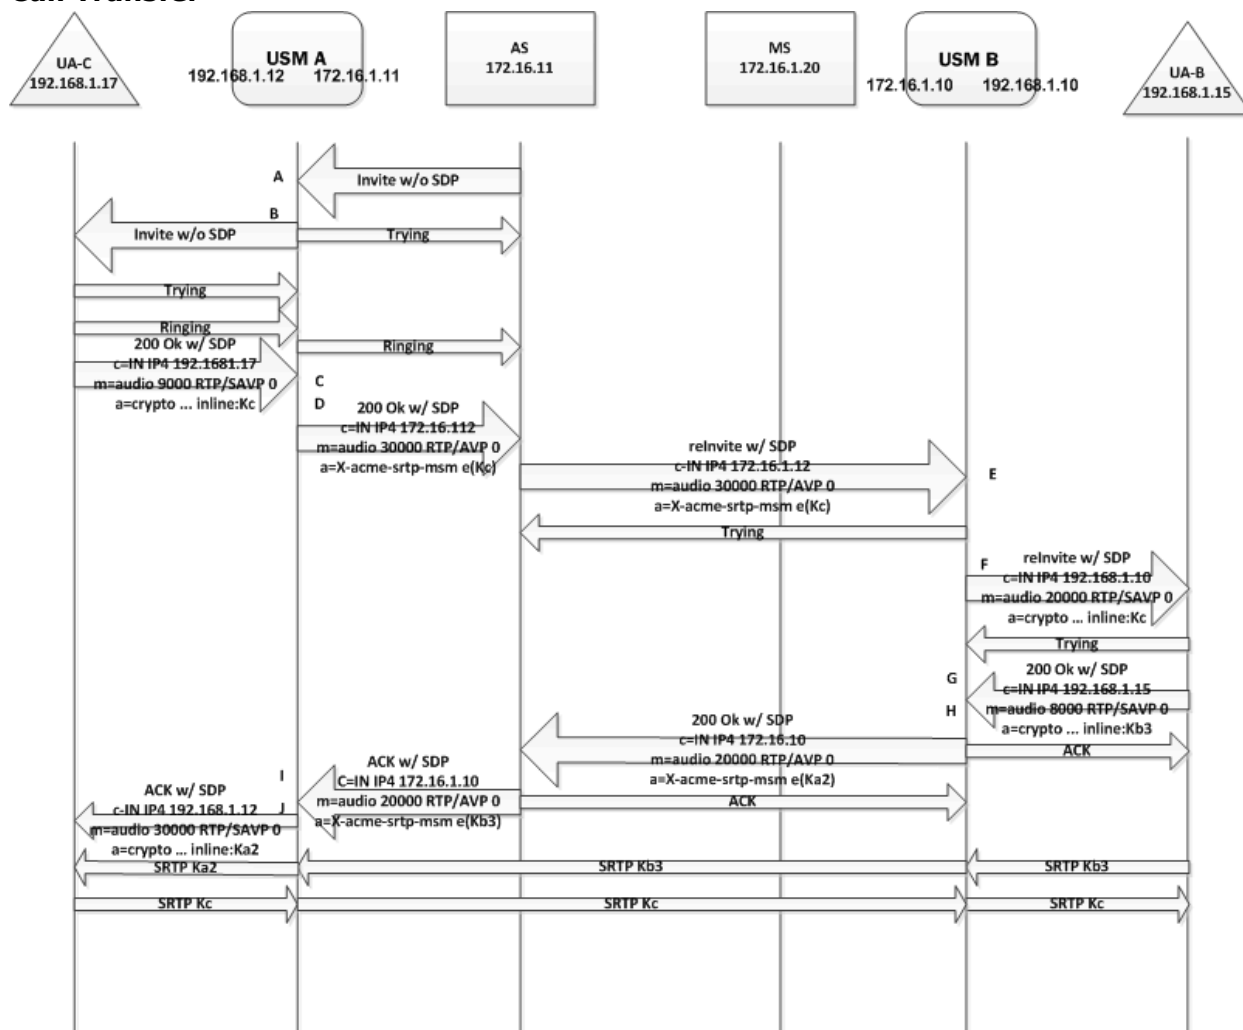 Call Transfer
UA-C
192.168.1.17
USM A
192.168.1.12 172.16.1.11
AS
172.16.11
MS
172.16.1.20
USM B
172.16.1.10 192.168.1.10
UA-B
192.168.1.15
A
Invite w/o SDP
B
Invite w/o SDP
Trying
Trying
Ringing
Ringing
200 Ok w/ SDP
c=IN IP4 192.1681.17
m=audio 9000 RTP/SAVP 0
a=crypto ... inline:Kc
C
D
200 Ok w/ SDP
c=IN IP4 172.16.112
m=audio 30000 RTP/AVP 0
a=X-acme-srtp-msm e(Kc)
reInvite w/ SDP
c-IN IP4 172.16.1.12
m=audio 30000 RTP/AVP 0
a=X-acme-srtp-msm e(Kc)
E
Trying
F
reInvite w/ SDP
c=IN IP4 192.168.1.10
m=audio 20000 RTP/SAVP 0
a=crypto ... inline:Kc
Trying
G
H
200 Ok w/ SDP
c=IN IP4 192.168.1.15
m=audio 8000 RTP/SAVP 0
a=crypto ... inline:Kb3
200 Ok w/ SDP
c=IN IP4 172.16.10
m=audio 20000 RTP/AVP 0
a=X-acme-srtp-msm e(Ka2)
ACK
ACK w/ SDP
C=IN IP4 172.16.1.10
m=audio 20000 RTP/AVP 0
a=X-acme-srtp-msm e(Kb3)
ACK
I
J
ACK w/ SDP
c-IN IP4 192.168.1.12
m=audio 30000 RTP/SAVP 0
a=crypto ... inline:Ka2
SRTP Ka2
SRTP Kb3
SRTP Kb3
SRTP Kc
SRTP Kc
SRTP Kc